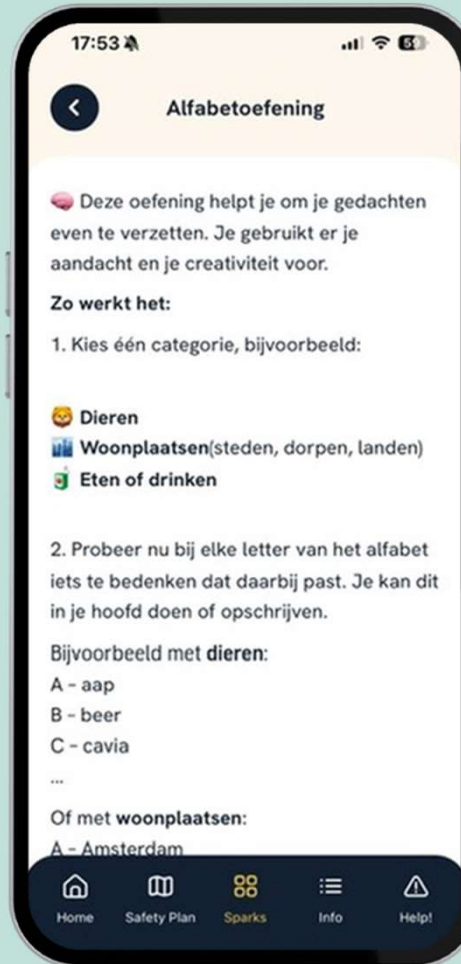 17:53
59
Alfabetoefening
Deze oefening helpt je om je gedachten
even te verzetten. Je gebruikt er je
aandacht en je creativiteit voor.
Zo werkt het:
1. Kies één categorie, bijvoorbeeld:
Dieren
Woonplaatsen(steden, dorpen, landen)
Eten of drinken
2. Probeer nu bij elke letter van het alfabet
iets te bedenken dat daarbij past. Je kan dit
in je hoofd doen of opschrijven.
Bijvoorbeeld met dieren:
A - aap
B - beer
C - cavia
...
Of met woonplaatsen:
A - Amsterdam
Home Safety Plan Sparks Info Help!